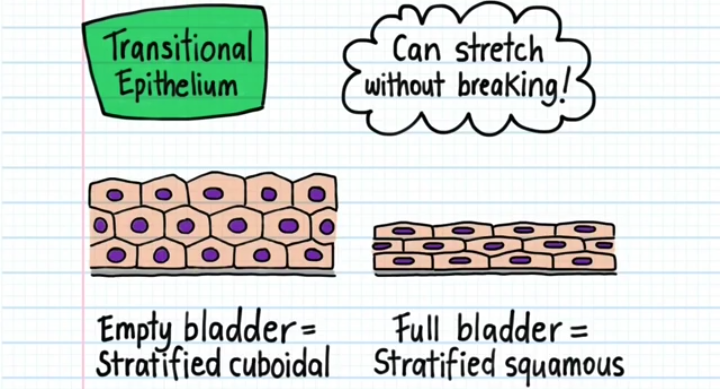 Transitional
Epithelium
Can stretch
without breaking!
Empty bladder =
Stratified cuboidal
Full bladder =
Stratified squamous